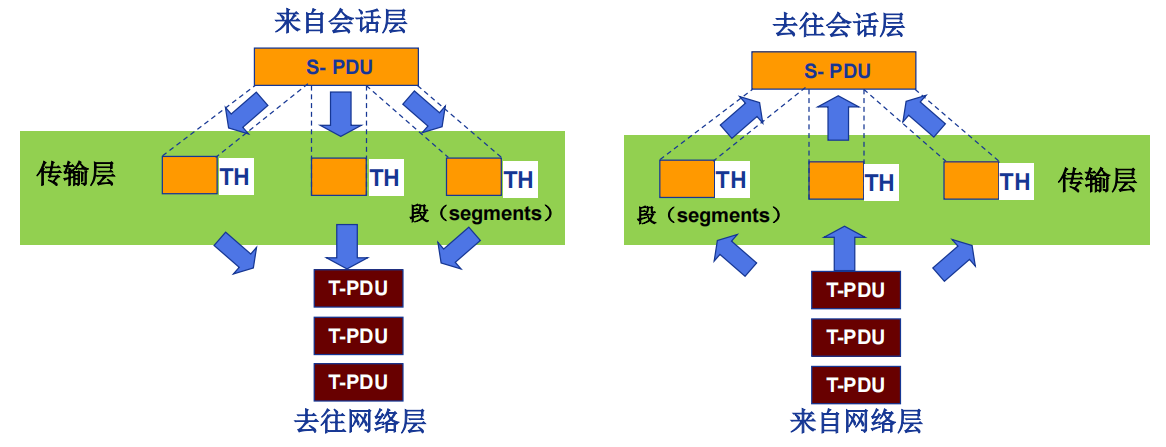 来自会话层
S- PDU
传输层
TH
TH
TH
段（segments）
T-PDU
T-PDU
T-PDU
去往网络层
去往会话层
S- PDU
TH
TH
TH
传输层
段（segments）
T-PDU
T-PDU
T-PDU
来自网络层